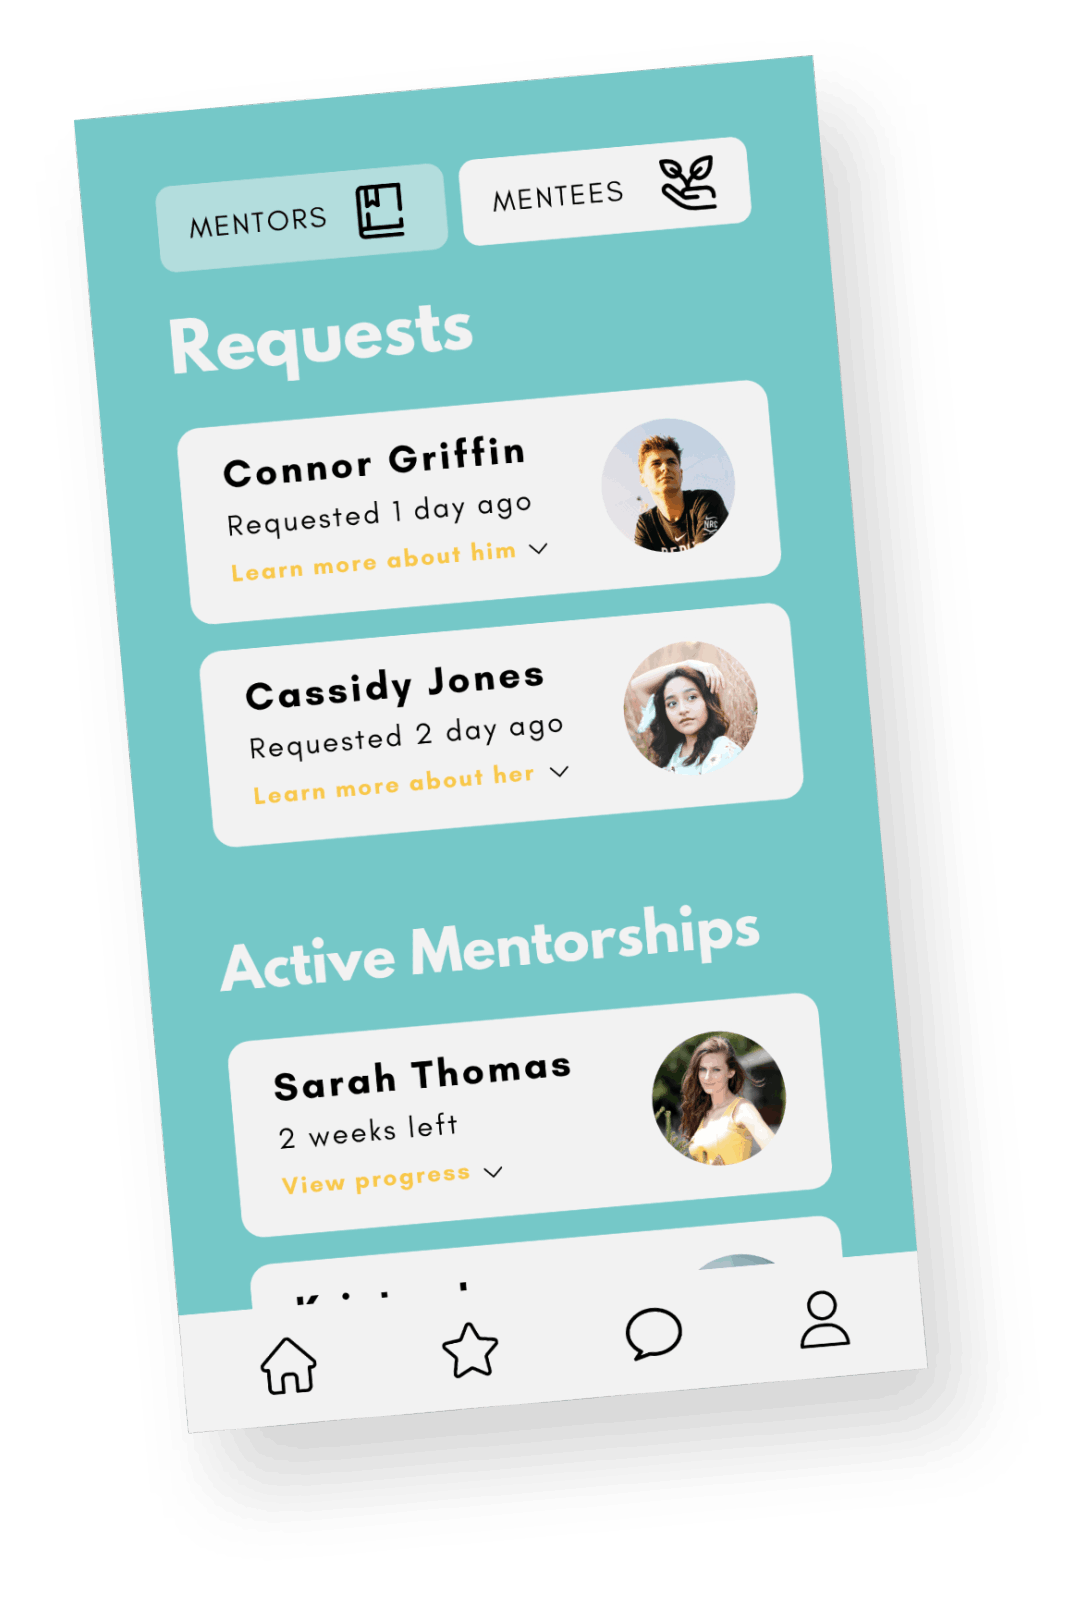 MENTORS
MENTEES
Requests
Connor Griffin
Requested 1 day ago
Learn more about him
NRC
Cassidy Jones
Requested 2 day ago
Learn more about her
Active Mentorships
Sarah Thomas
2 weeks left
View progress